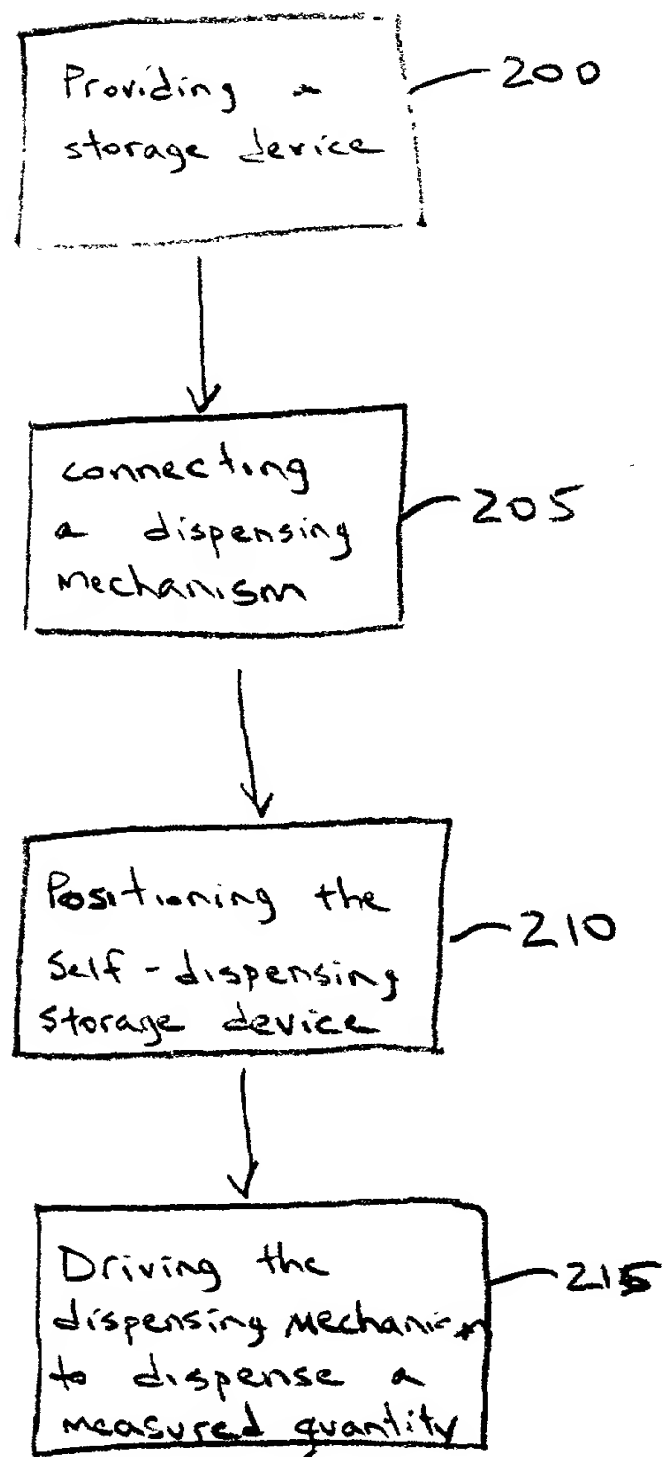 Providing a
storage device
200
connecting
a dispensing
mechanism
205
Positioning the
Self-dispensing
storage device
210
Driving the
dispensing mechanism
to dispense a
measured quantity
215